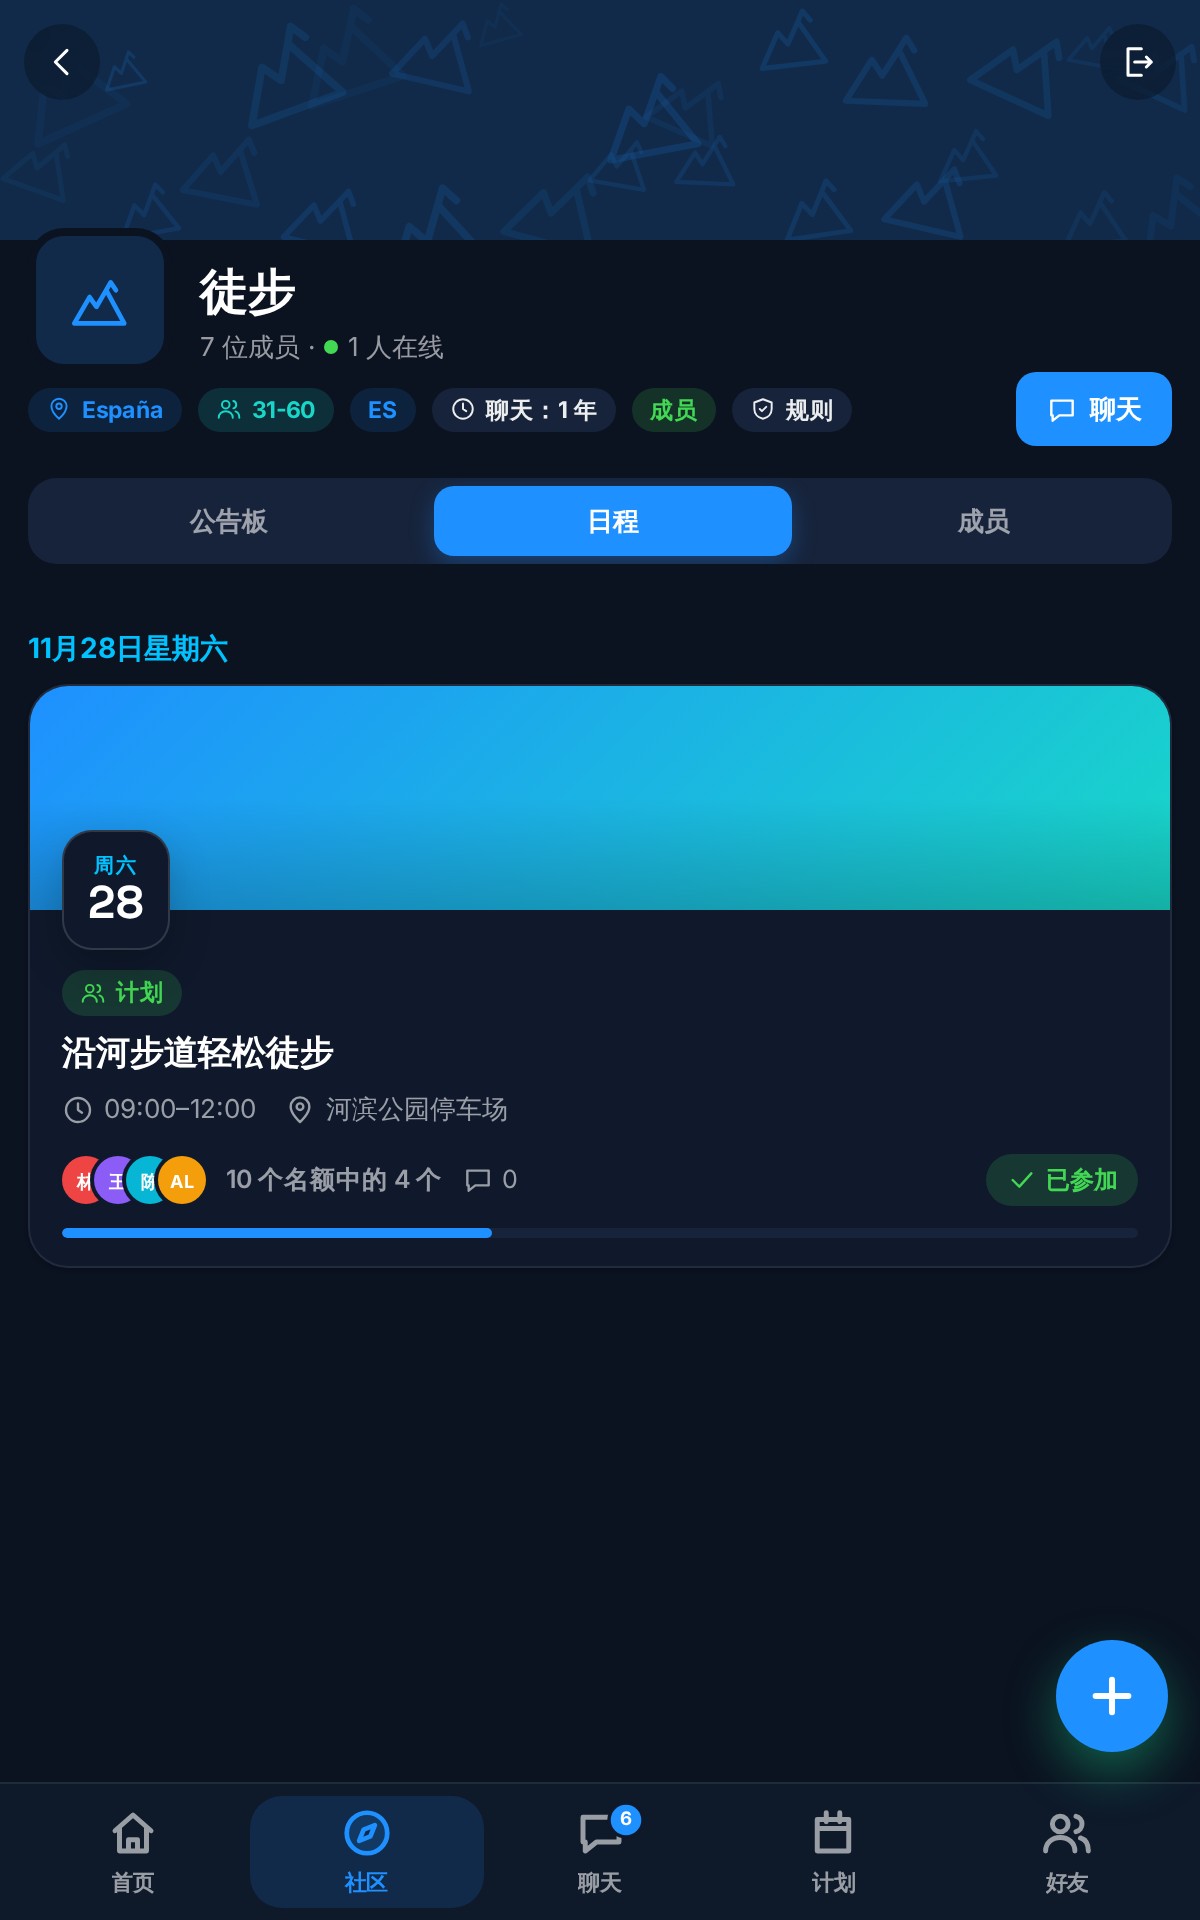 徒步
7 位成员 · 1 人在线
España
31-60
ES
聊天：1 年
成员
规则
聊天
公告板
日程
成员
11月28日星期六
周六
28
计划
沿河步道轻松徒步
09:00–12:00
河滨公园停车场
林
王
陈
AL
10 个名额中的 4 个
0
已参加
首页
社区
6
聊天
计划
好友